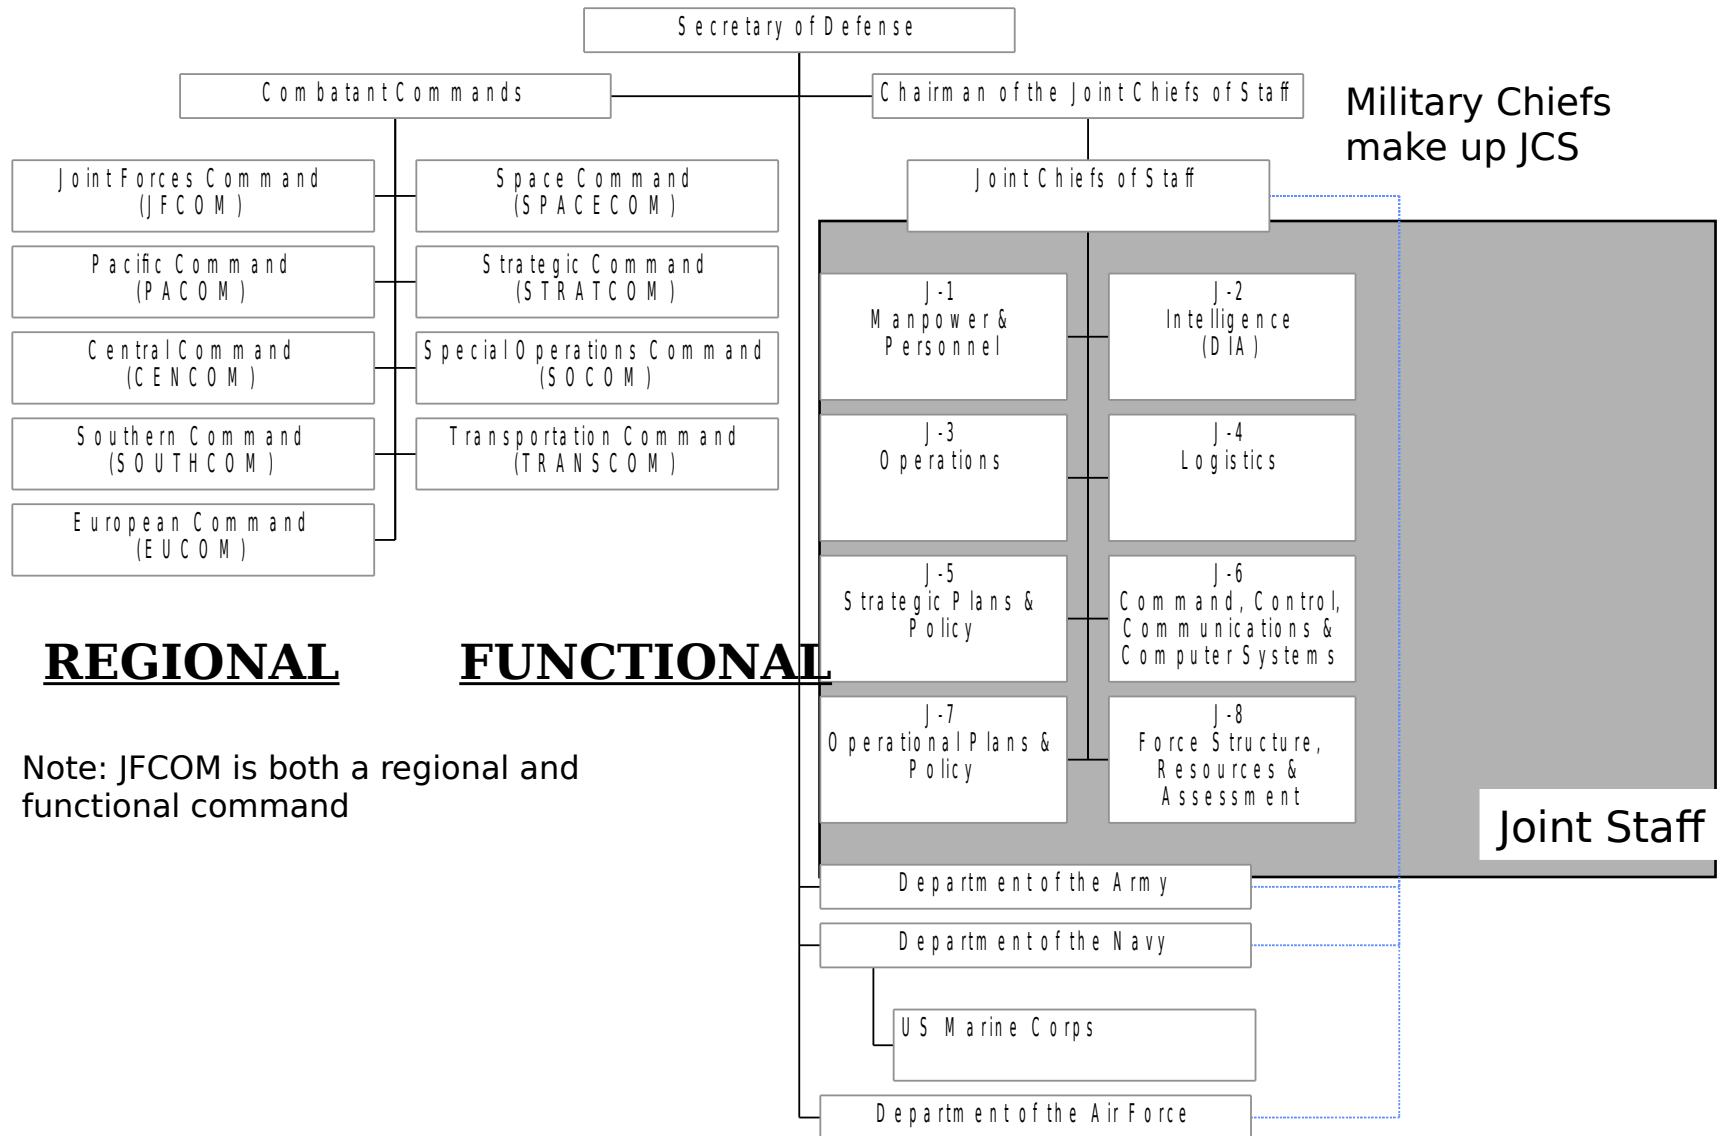 Secretary of Defense
Combatant Commands
Chairman of the Joint Chiefs of Staff
Military Chiefs
make up JCS
Joint Forces Command
(JFCOM)
Space Command
(SPACECOM)
Joint Chiefs of Staff
Pacific Command
(PACOM)
Strategic Command
(STRATCOM)
Central Command
(CENCOM)
Special Operations Command
(SOCOM)
Southern Command
(SOUTHCOM)
Transportation Command
(TRANSCOM)
European Command
(EUCOM)
REGIONAL
FUNCTIONAL
Note: JFCOM is both a regional and
functional command
J-1
Manpower &
Personnel
J-2
Intelligence
(DIA)
J-3
Operations
J-4
Logistics
J-5
Strategic Plans &
Policy
J-6
Command, Control,
Communications &
Computer Systems
J-7
Operational Plans &
Policy
J-8
Force Structure,
Resources &
Assessment
Joint Staff
Department of the Army
Department of the Navy
US Marine Corps
Department of the Air Force